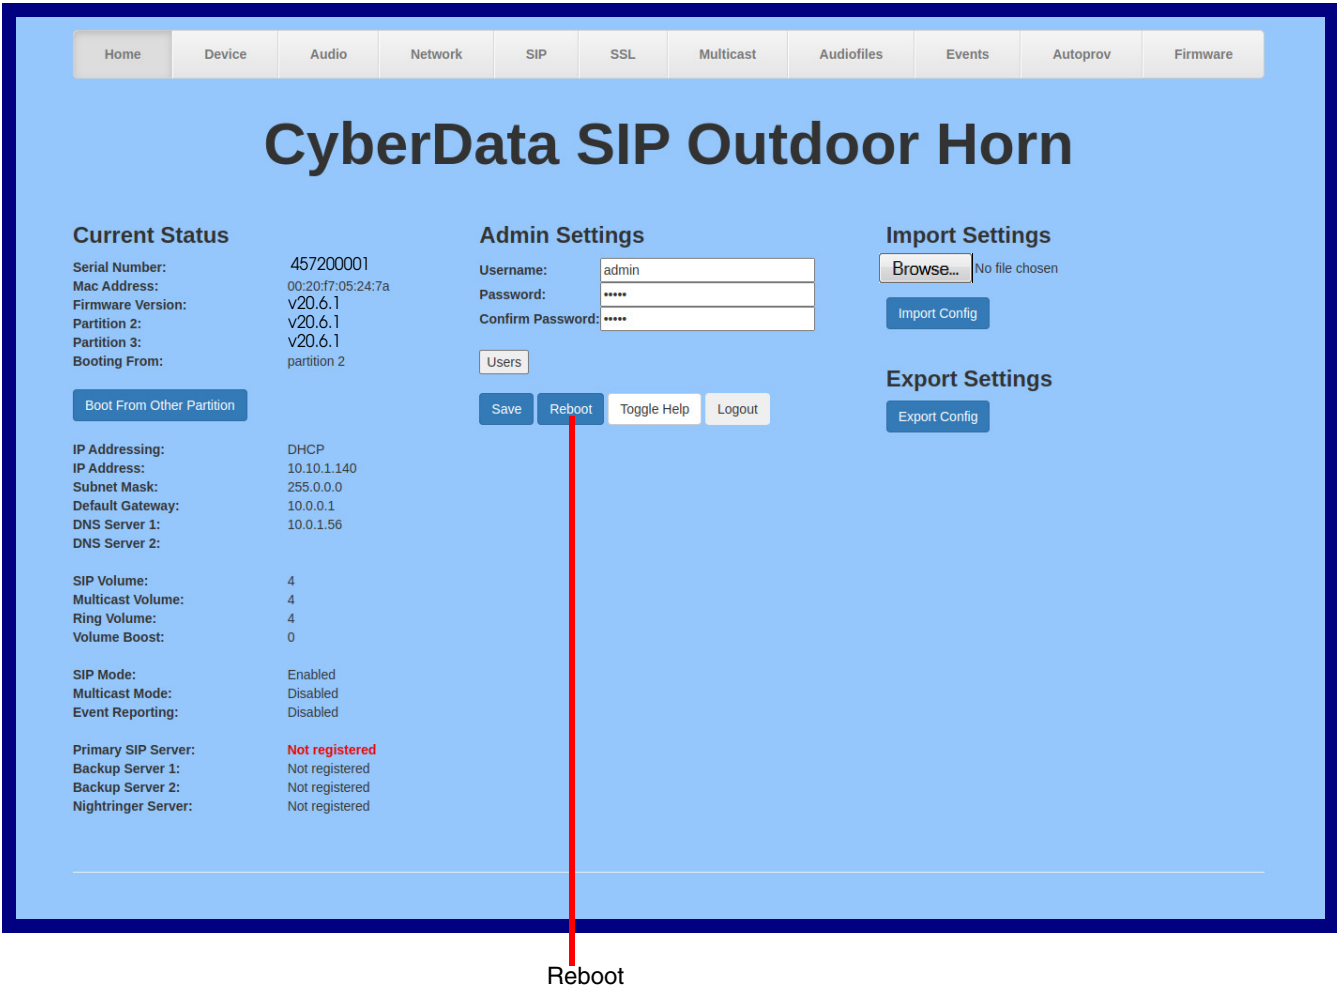 Home Device Audio Network SIP SSL Multicast Audiofiles Events Autoprov Firmware
CyberData SIP Outdoor Horn
Current Status
Serial Number: 457200001
Mac Address: 00:20:f7:05:24:7a
Firmware Version: v20.6.1
Partition 2: v20.6.1
Partition 3: v20.6.1
Booting From: partition 2
Boot From Other Partition
IP Addressing: DHCP
IP Address: 10.10.1.140
Subnet Mask: 255.0.0.0
Default Gateway: 10.0.0.1
DNS Server 1: 10.0.1.56
DNS Server 2:
SIP Volume: 4
Multicast Volume: 4
Ring Volume: 4
Volume Boost: 0
SIP Mode: Enabled
Multicast Mode: Disabled
Event Reporting: Disabled
Primary SIP Server: Not registered
Backup Server 1: Not registered
Backup Server 2: Not registered
Nightringer Server: Not registered
Admin Settings
Username: admin
Password: •••••
Confirm Password: •••••
Users
Save Reboot Toggle Help Logout
Import Settings
Browse... No file chosen
Import Config
Export Settings
Export Config
Reboot